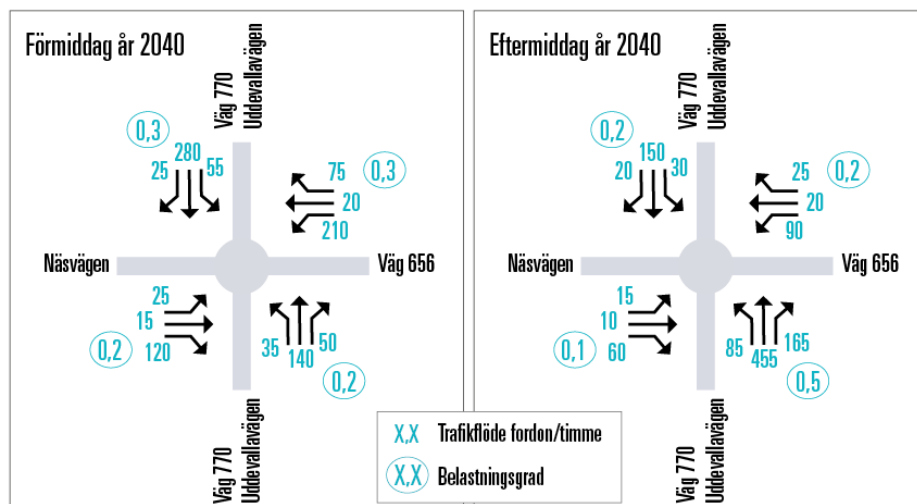 Förmiddag år 2040
Väg 770
Uddevallavägen
0,3
25 280 55
75 0,3
20
210
Näsvägen
Väg 656
25
15
120
0,2
35 140 50
0,2
Väg 770
Uddevallavägen
Eftermiddag år 2040
Väg 770
Uddevallavägen
0,2
20 150 30
25 0,2
20
90
Näsvägen
Väg 656
15
10
60
0,1
85 455 165
0,5
Väg 770
Uddevallavägen
X,X Trafikflöde fordon/timme
X,X Belastningsgrad